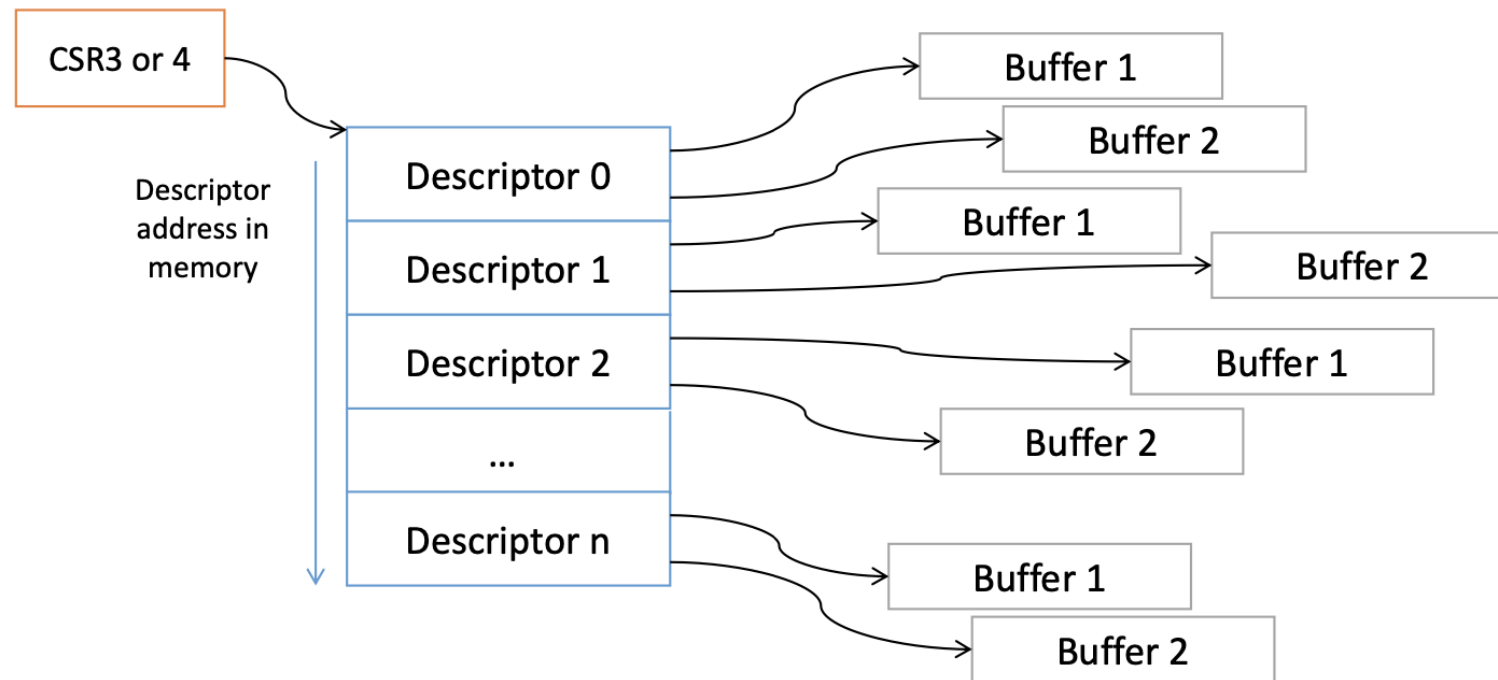 CSR3 or 4
Buffer 1
Buffer 2
Descriptor 0
Descriptor
address in
memory
Buffer 1
Descriptor 1
Buffer 2
Descriptor 2
Buffer 1
Buffer 2
...
Descriptor n
Buffer 1
Buffer 2